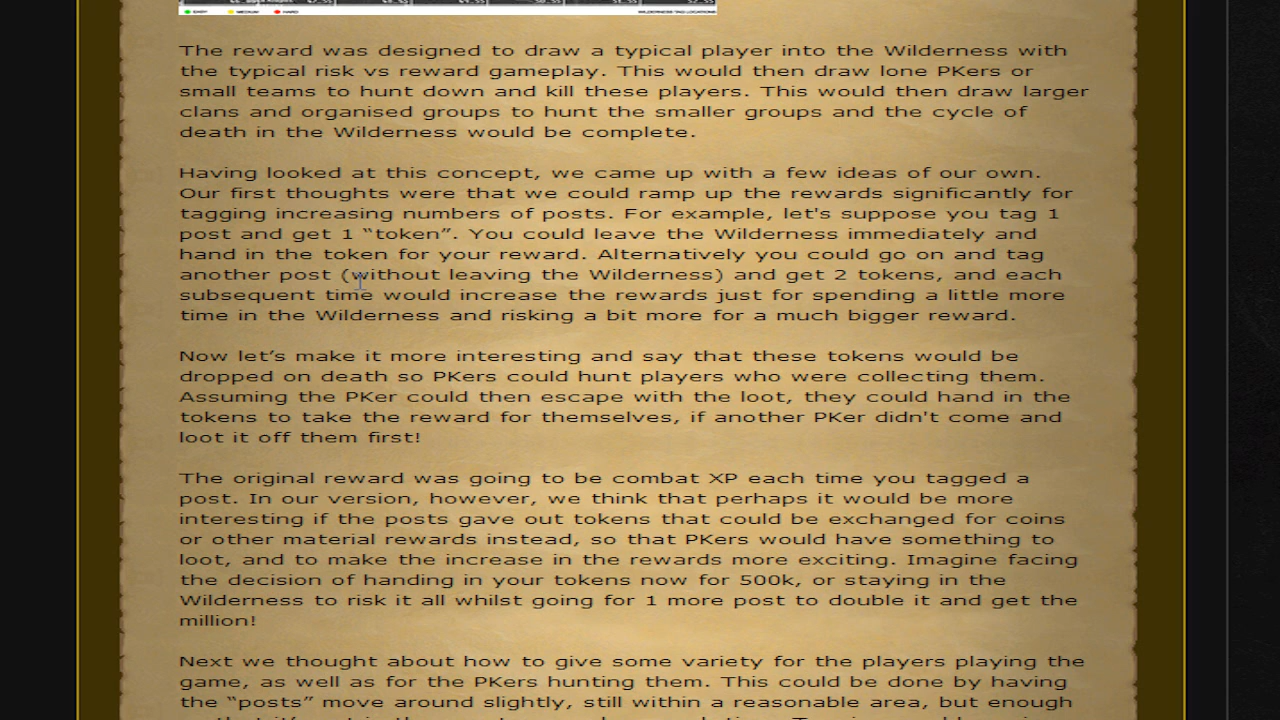 EASY MEDIUM HARD WILDERNESS TAG LOCATIONS
The reward was designed to draw a typical player into the Wilderness with
the typical risk vs reward gameplay. This would then draw lone PKers or
small teams to hunt down and kill these players. This would then draw larger
clans and organised groups to hunt the smaller groups and the cycle of
death in the Wilderness would be complete.
Having looked at this concept, we came up with a few ideas of our own.
Our first thoughts were that we could ramp up the rewards significantly for
tagging increasing numbers of posts. For example, let's suppose you tag 1
post and get 1 “token”. You could leave the Wilderness immediately and
hand in the token for your reward. Alternatively you could go on and tag
another post (without leaving the Wilderness) and get 2 tokens, and each
subsequent time would increase the rewards just for spending a little more
time in the Wilderness and risking a bit more for a much bigger reward.
Now let’s make it more interesting and say that these tokens would be
dropped on death so PKers could hunt players who were collecting them.
Assuming the PKer could then escape with the loot, they could hand in the
tokens to take the reward for themselves, if another PKer didn't come and
loot it off them first!
The original reward was going to be combat XP each time you tagged a
post. In our version, however, we think that perhaps it would be more
interesting if the posts gave out tokens that could be exchanged for coins
or other material rewards instead, so that PKers would have something to
loot, and to make the increase in the rewards more exciting. Imagine facing
the decision of handing in your tokens now for 500k, or staying in the
Wilderness to risk it all whilst going for 1 more post to double it and get the
million!
Next we thought about how to give some variety for the players playing the
game, as well as for the PKers hunting them. This could be done by having
the “posts” move around slightly, still within a reasonable area, but enough